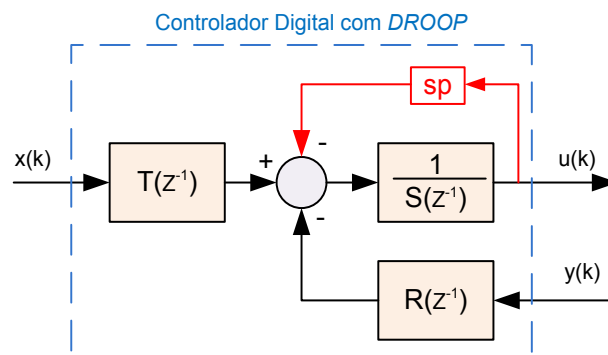 Controlador Digital com DROOP
sp
-
x(k)
+
T(Z⁻¹)
1
S(Z⁻¹)
u(k)
-
R(Z⁻¹)
y(k)